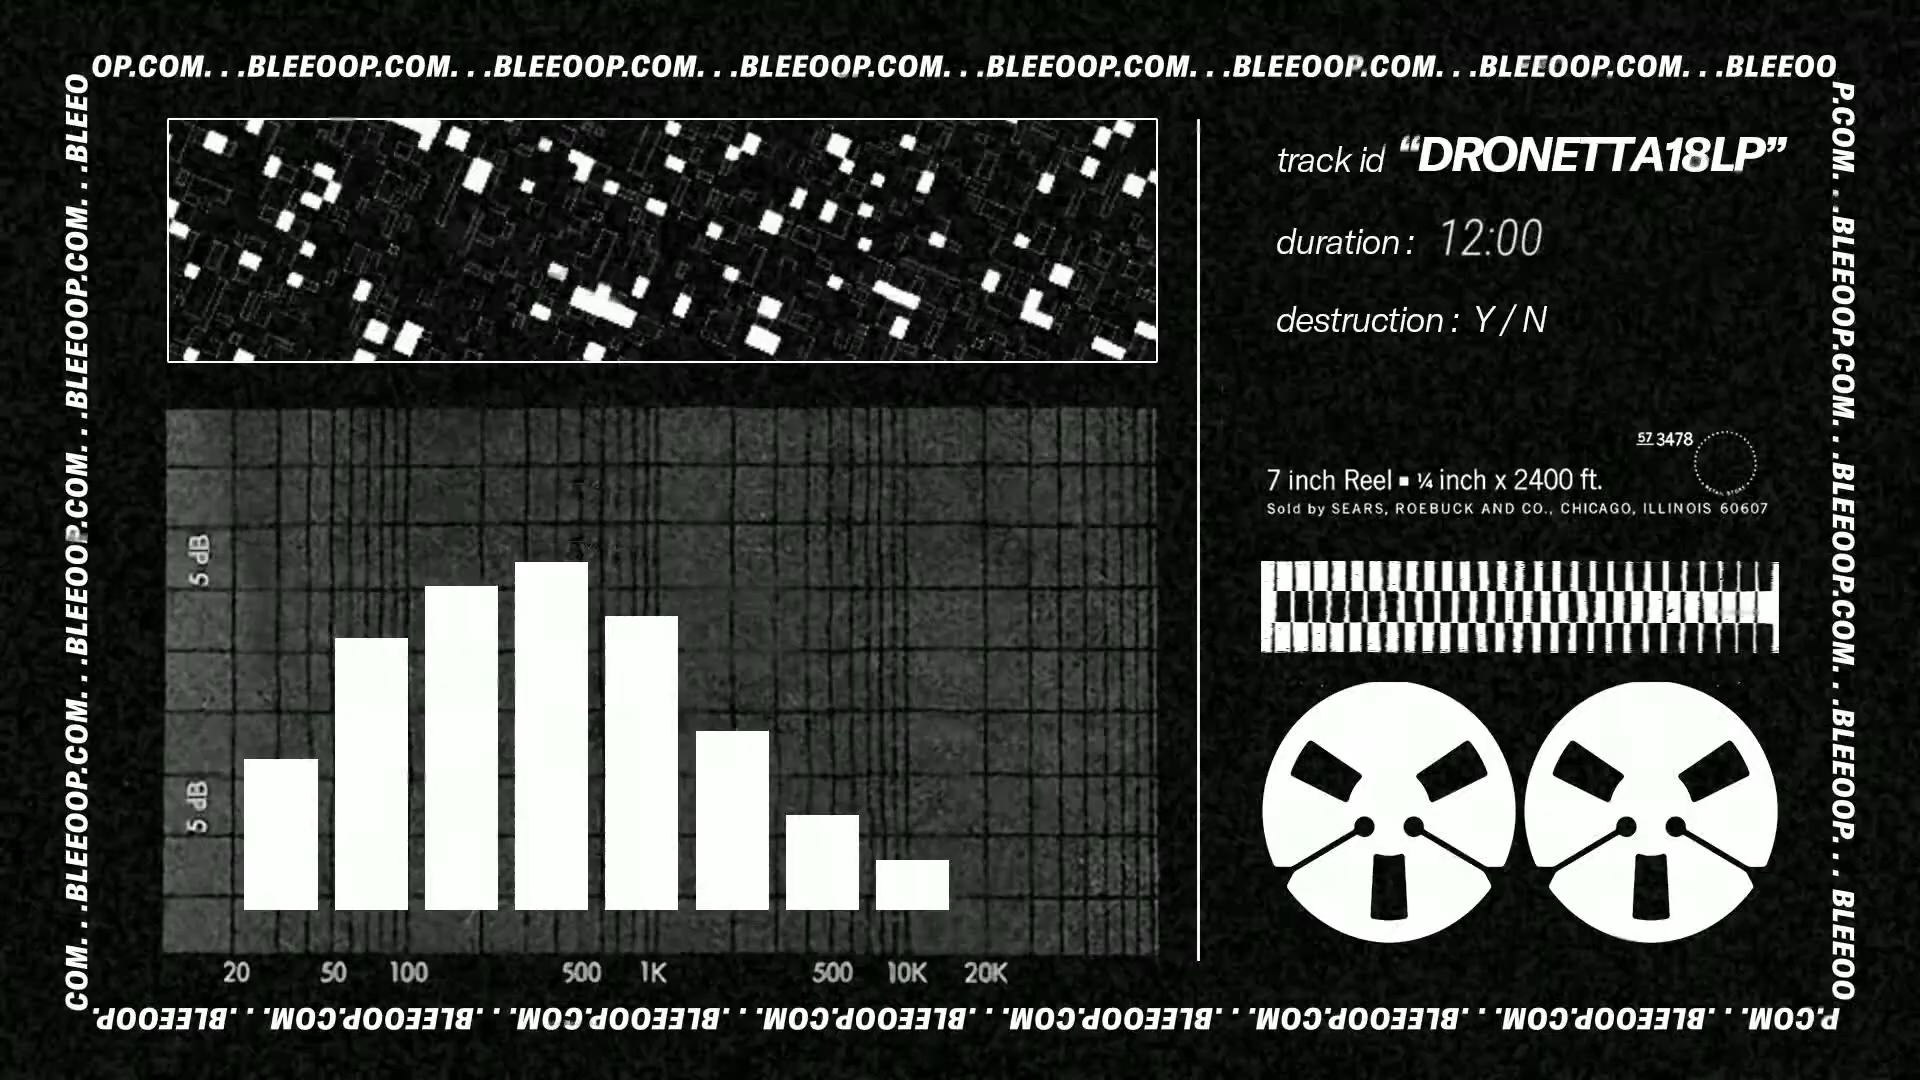 OP.COM. . .BLEEOOP.COM. . .BLEEOOP.COM. . .BLEEOOP.COM. . .BLEEOOP.COM. . .BLEEOOP.COM. . .BLEEOOP.COM. . .BLEEOO
P.COM. . .BLEEOOP.COM. . .BLEEOOP.COM. . .BLEEOOP. . . BLEEOO
track id “DRONETTA18LP”
duration : 12:00
destruction : Y / N
57 3478
7 inch Reel ▪ ¼ inch x 2400 ft.
RETAIL STORE
Sold by SEARS, ROEBUCK AND CO., CHICAGO, ILLINOIS 60607
5 dB
5 dB
20 50 100 500 1K 500 10K 20K
P.COM. . .BLEEOOP.COM. . .BLEEOOP.COM. . .BLEEOOP.COM. . .BLEEOOP.COM. . .BLEEOOP.COM. . .BLEEOOP.COM. . .BLEEOOP.
COM. . .BLEEOOP.COM. . .BLEEOOP.COM. . .BLEEOOP.COM. . .BLEEO